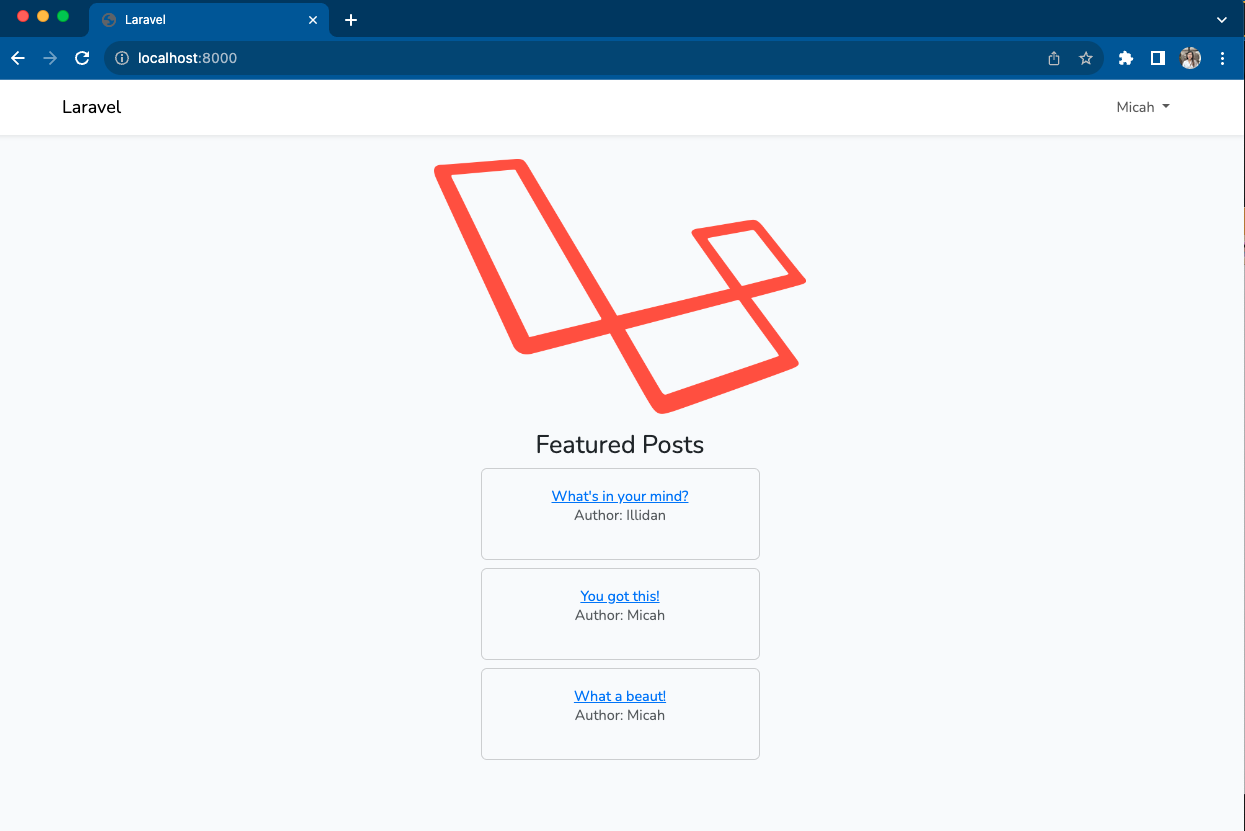 Laravel
localhost:8000
Laravel
Micah
Featured Posts
What's in your mind?
Author: Illidan
You got this!
Author: Micah
What a beaut!
Author: Micah